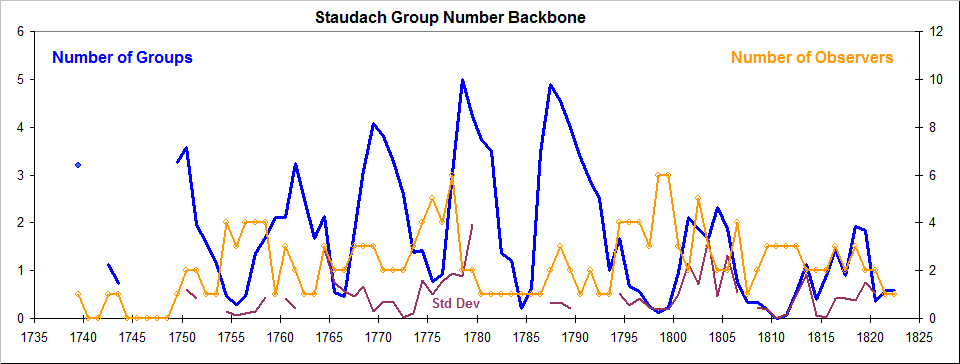 Staudach Group Number Backbone
6 12
Number of Groups Number of Observers
5 10
4 8
3 6
2 4
1 2
Std Dev
0 0
1735 1740 1745 1750 1755 1760 1765 1770 1775 1780 1785 1790 1795 1800 1805 1810 1815 1820 1825